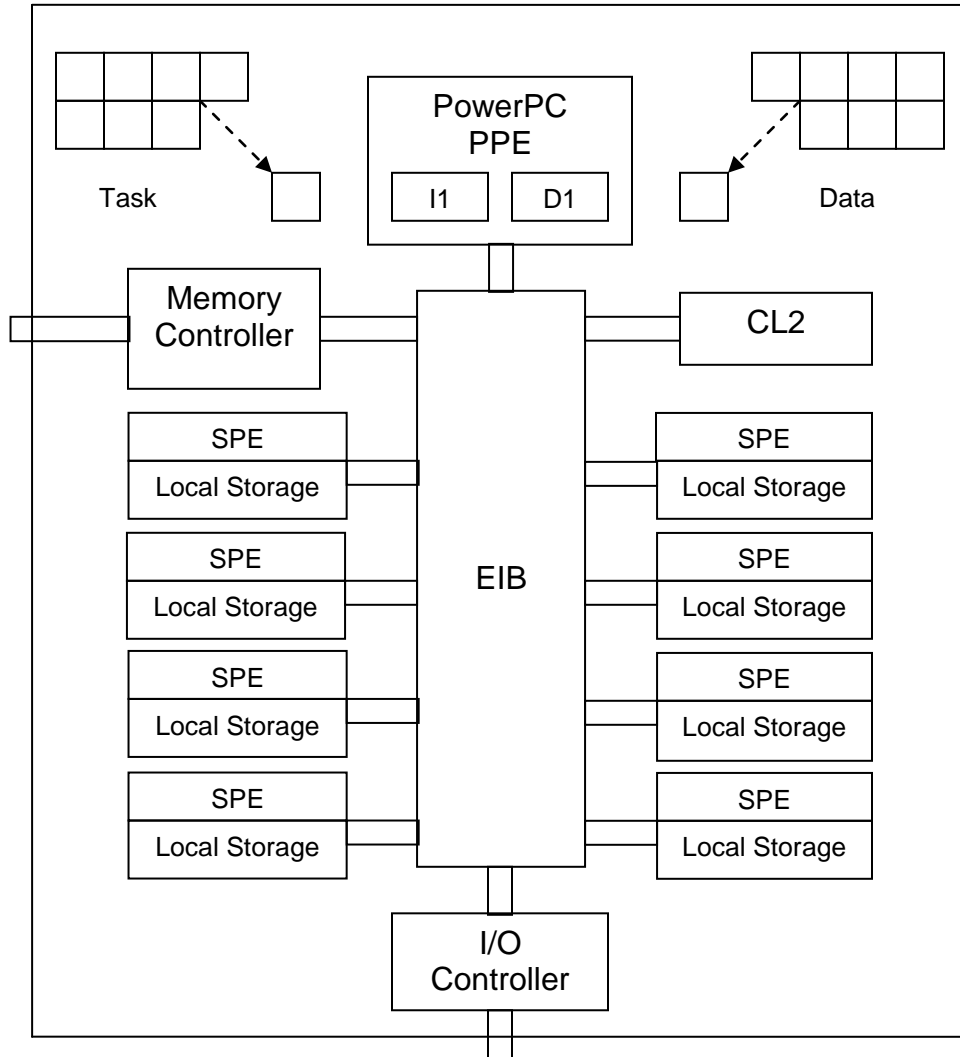 PowerPC
PPE
I1
D1
Task
Data
Memory
Controller
CL2
SPE
Local Storage
SPE
Local Storage
SPE
Local Storage
SPE
Local Storage
EIB
SPE
Local Storage
SPE
Local Storage
SPE
Local Storage
SPE
Local Storage
I/O
Controller